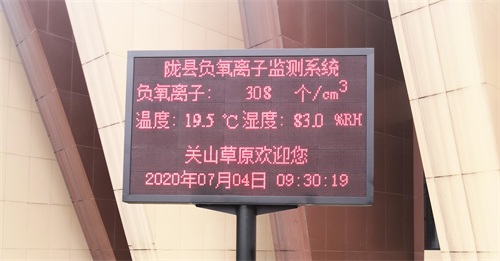 陇县负氧离子监测系统
负氧离子: 308 个/cm³
温度: 19.5 ℃ 湿度: 83.0 %RH
关山草原欢迎您
2020年07月04日 09:30:19